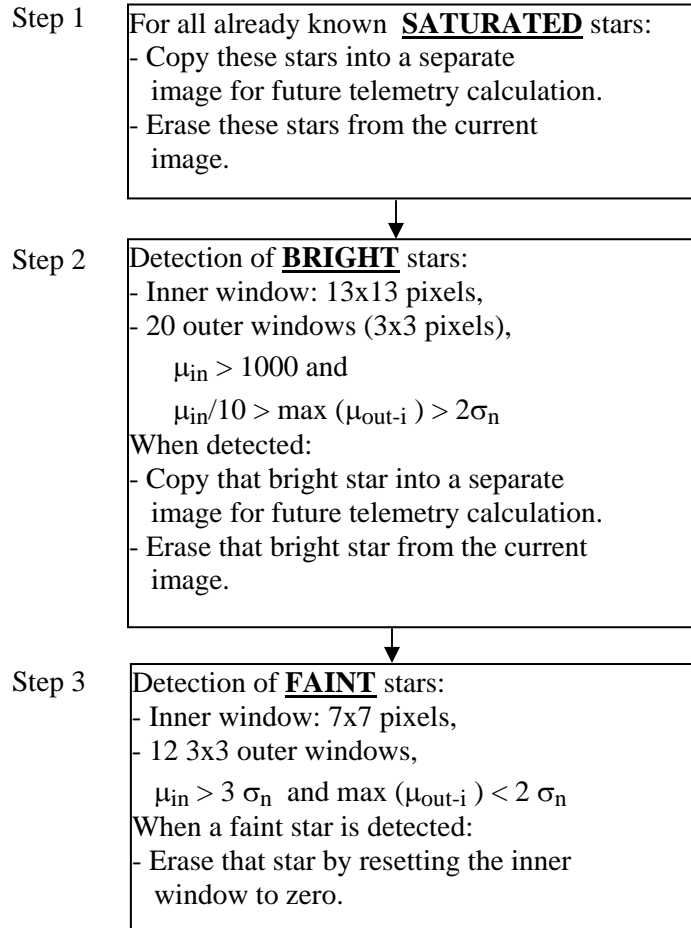 Step 1
For all already known SATURATED stars:
- Copy these stars into a separate
image for future telemetry calculation.
- Erase these stars from the current
image.
Step 2
Detection of BRIGHT stars:
- Inner window: 13x13 pixels,
- 20 outer windows (3x3 pixels),
μin > 1000 and
μin/10 > max (μout-i ) > 2σn
When detected:
- Copy that bright star into a separate
image for future telemetry calculation.
- Erase that bright star from the current
image.
Step 3
Detection of FAINT stars:
- Inner window: 7x7 pixels,
- 12 3x3 outer windows,
μin > 3 σn and max (μout-i ) < 2 σn
When a faint star is detected:
- Erase that star by resetting the inner
window to zero.